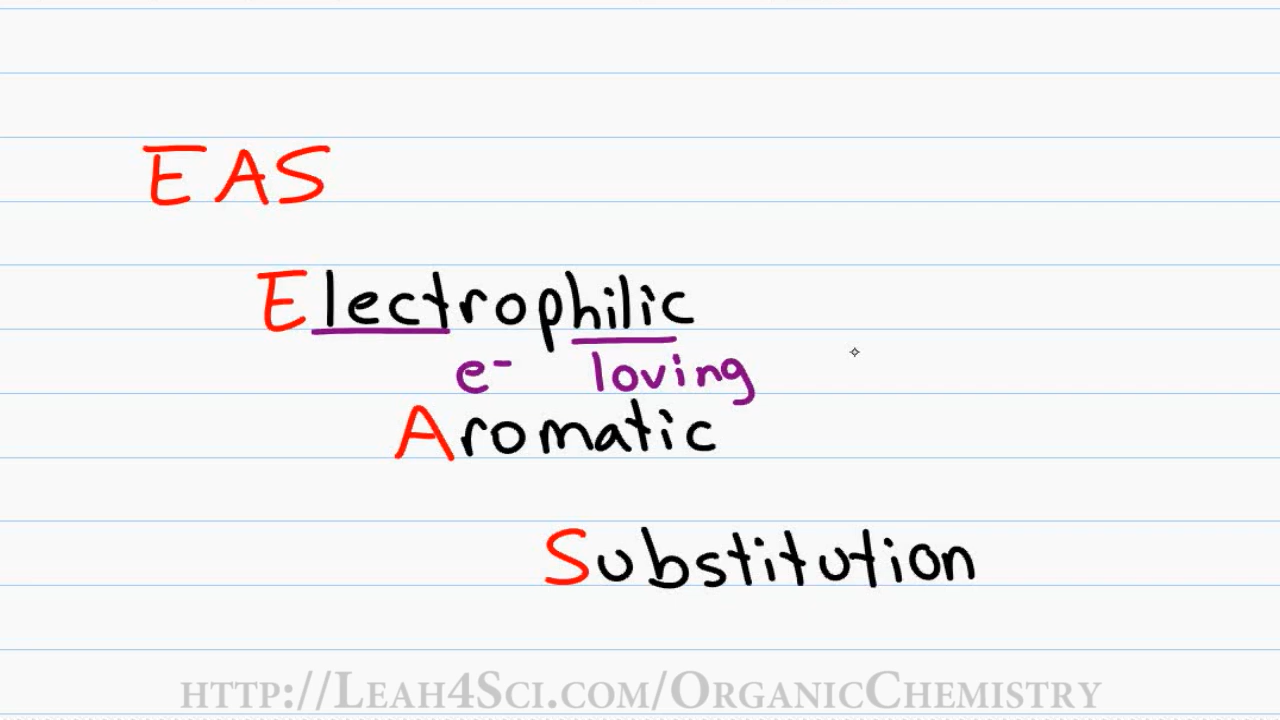 EAS
Electrophilic
e- loving
Aromatic
Substitution
http://Leah4Sci.com/OrganicChemistry